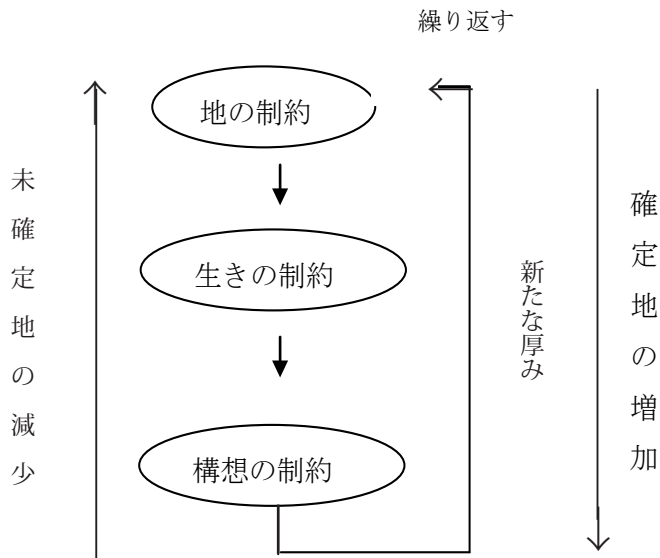 繰り返す
地の制約
生きの制約
構想の制約
未確定地の減少
新たな厚み
確定地の増加